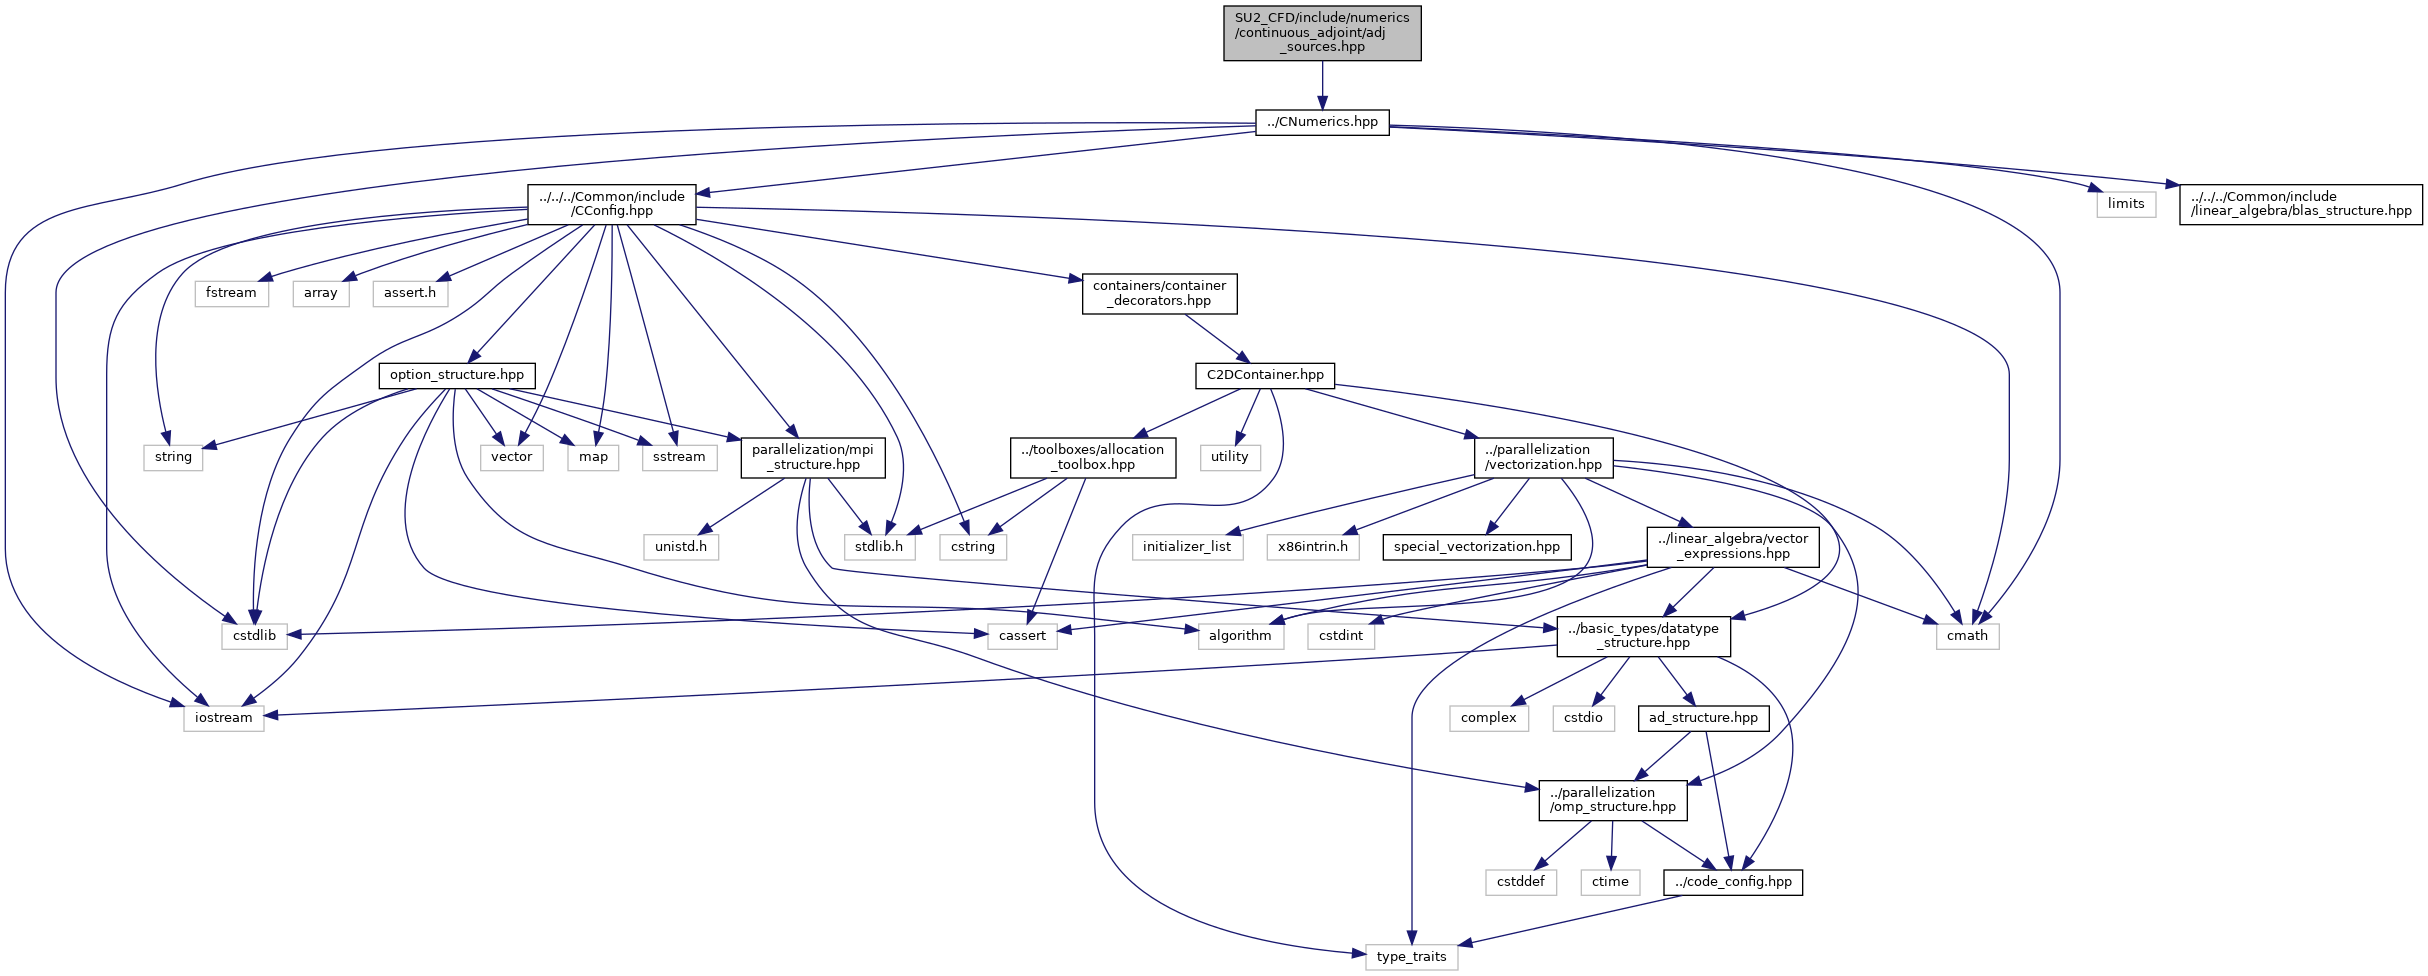 SU2_CFD/include/numerics
/continuous_adjoint/adj
_sources.hpp
../CNumerics.hpp
../../../Common/include
/CConfig.hpp
limits
../../../Common/include
/linear_algebra/blas_structure.hpp
fstream
array
assert.h
containers/container
_decorators.hpp
option_structure.hpp
C2DContainer.hpp
string
vector
map
sstream
parallelization/mpi
_structure.hpp
../toolboxes/allocation
_toolbox.hpp
utility
../parallelization
/vectorization.hpp
unistd.h
stdlib.h
cstring
initializer_list
x86intrin.h
special_vectorization.hpp
../linear_algebra/vector
_expressions.hpp
cstdlib
cassert
algorithm
cstdint
../basic_types/datatype
_structure.hpp
cmath
iostream
complex
cstdio
ad_structure.hpp
../parallelization
/omp_structure.hpp
cstddef
ctime
../code_config.hpp
type_traits